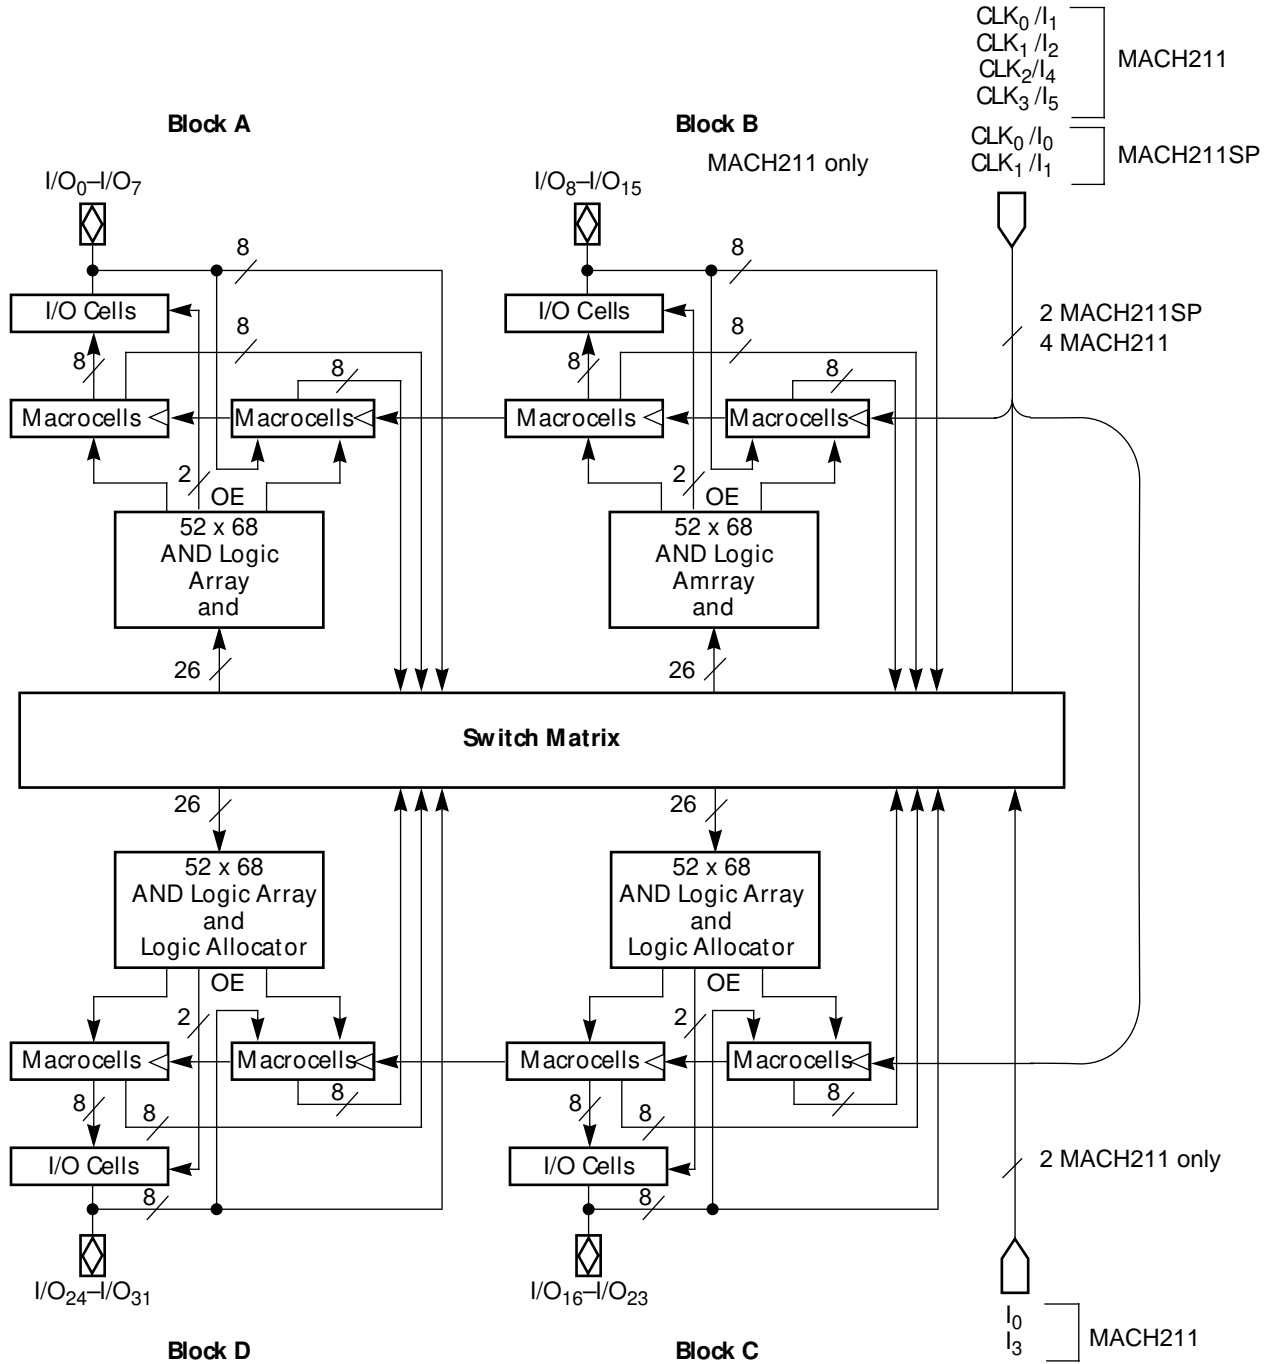 CLK0 /I1
CLK1 /I2
CLK2/I4
CLK3 /I5
MACH211
CLK0 /I0
CLK1 /I1
MACH211SP
Block A
Block B
MACH211 only
I/O0–I/O7
I/O8–I/O15
8
8
I/O Cells
I/O Cells
2 MACH211SP
4 MACH211
8
8
8
8
8
8
Macrocells
Macrocells
Macrocells
Macrocells
2
OE
2
OE
52 x 68
AND Logic
Array
and
52 x 68
AND Logic
Amrray
and
26
26
Switch Matrix
26
26
52 x 68
AND Logic Array
and
Logic Allocator
52 x 68
AND Logic Array
and
Logic Allocator
OE
OE
2
2
Macrocells
Macrocells
Macrocells
Macrocells
8
8
8
8
8
8
I/O Cells
I/O Cells
2 MACH211 only
8
8
I/O24–I/O31
I/O16–I/O23
I0
I3
MACH211
Block D
Block C